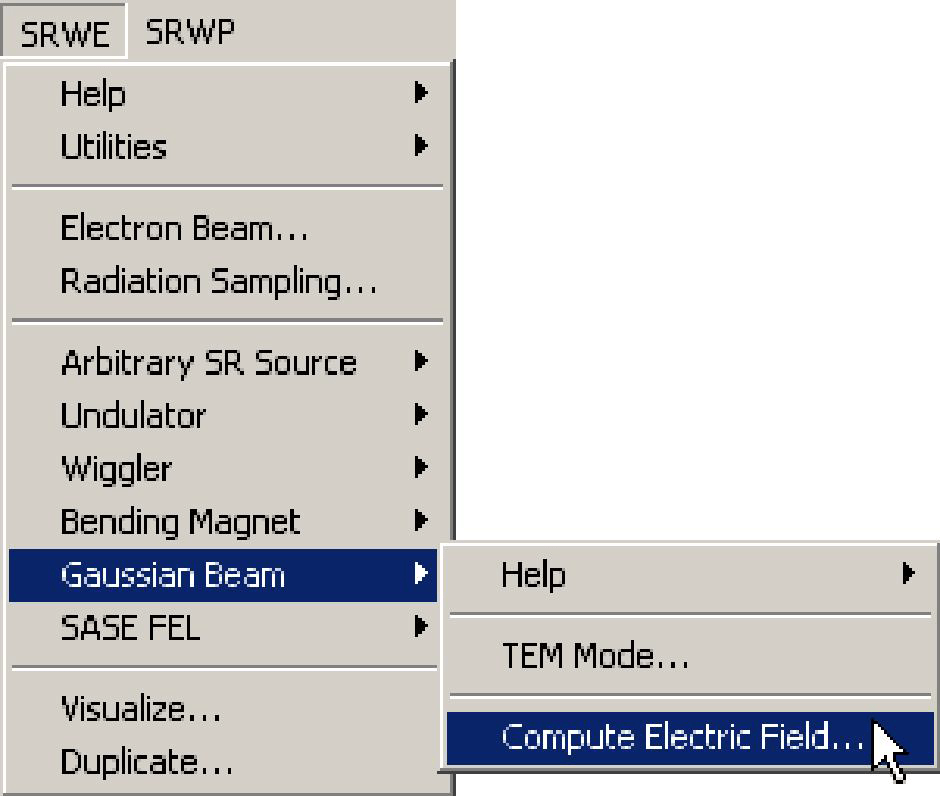 SRWE SRWP
Help
Utilities
Electron Beam...
Radiation Sampling...
Arbitrary SR Source
Undulator
Wiggler
Bending Magnet
Gaussian Beam
SASE FEL
Visualize...
Duplicate...
Help
TEM Mode...
Compute Electric Field...